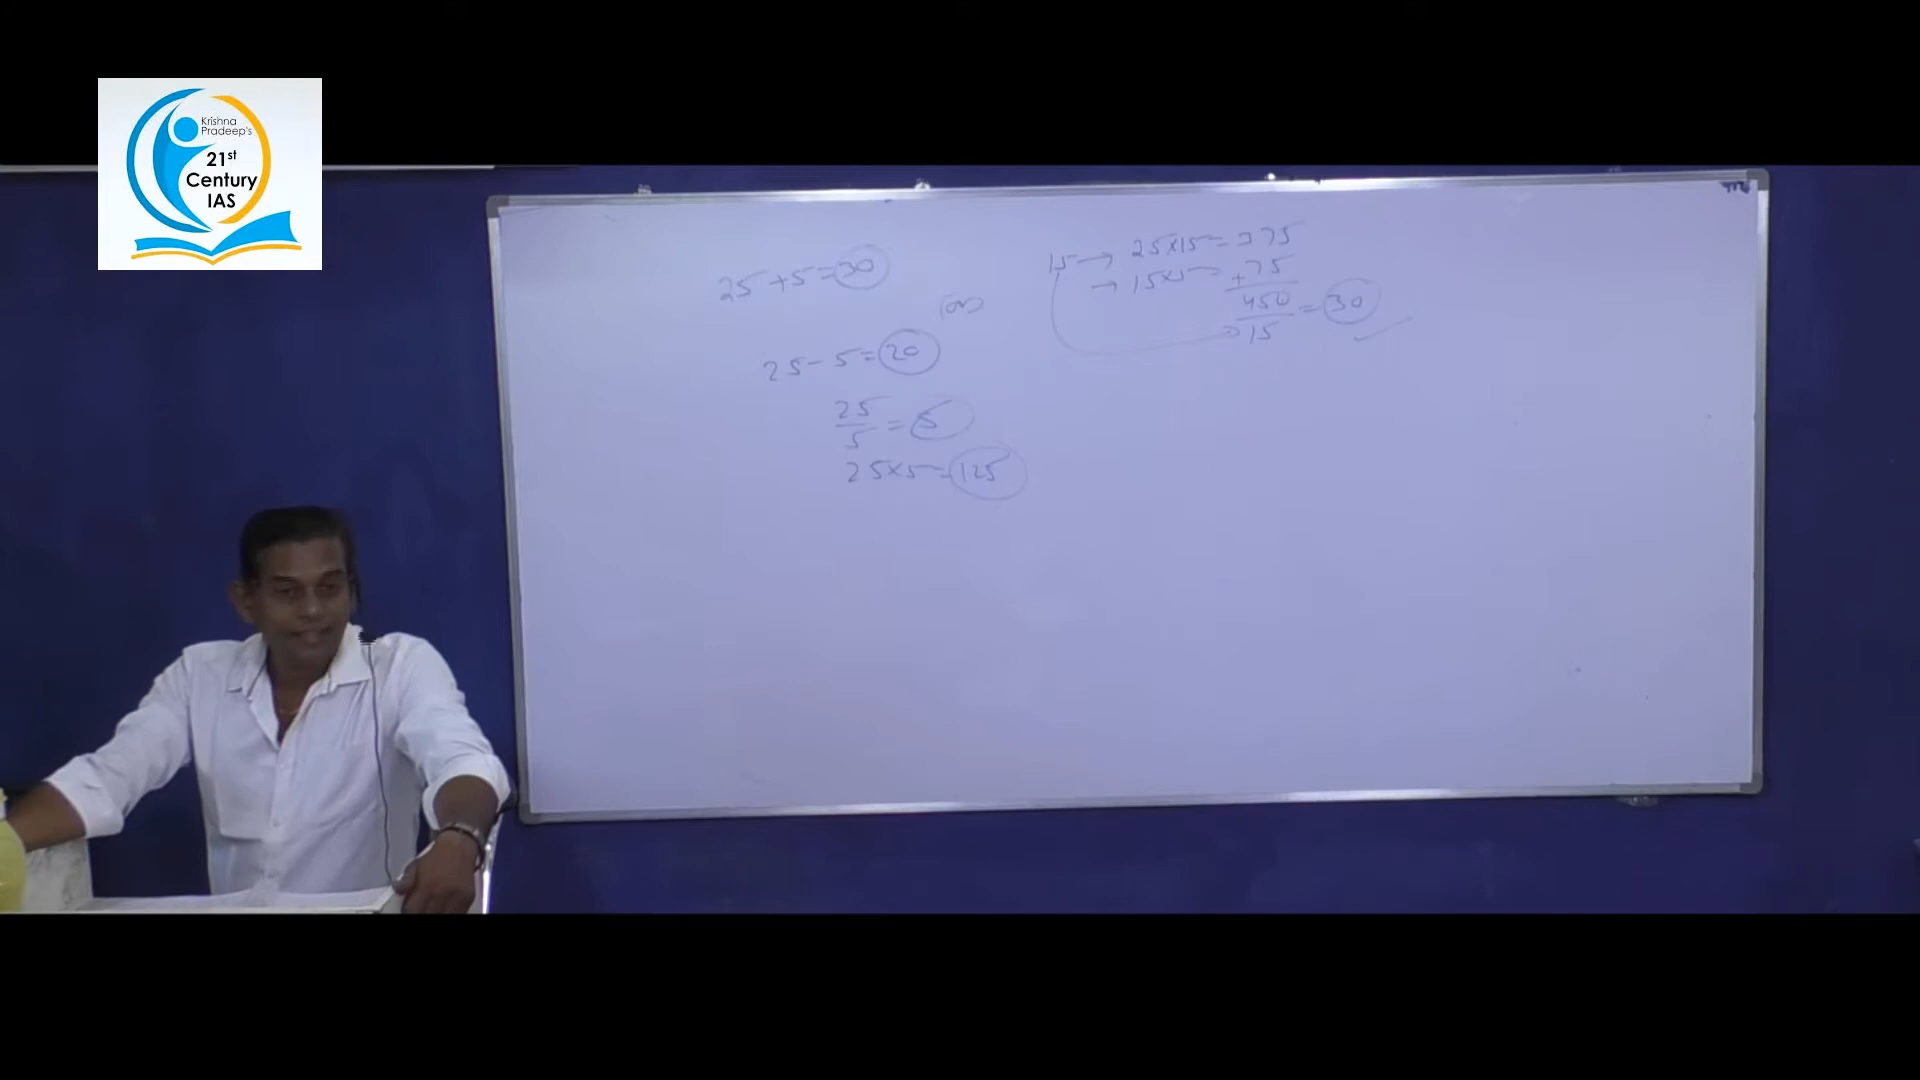 Krishna
Pradeep's
21st
Century
IAS
25+5=30
(or)
25-5=20
25/5=5
25×5=125
15→ 25×15=375
→ 15×5= +75
450/15=30